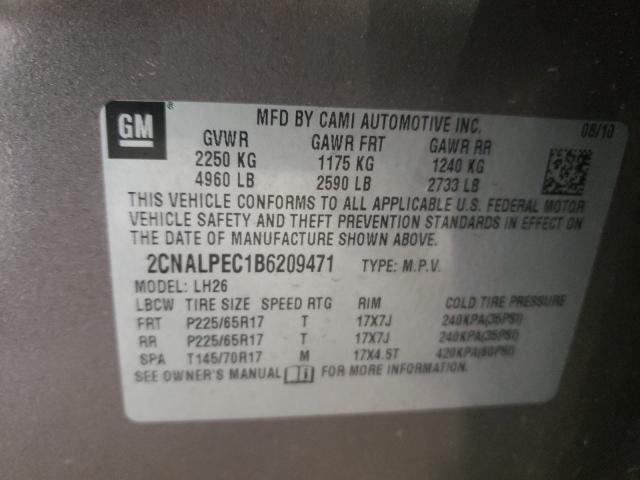 GM ®
MFD BY CAMI AUTOMOTIVE INC. 08/10
GVWR GAWR FRT GAWR RR
2250 KG 1175 KG 1240 KG
4960 LB 2590 LB 2733 LB
THIS VEHICLE CONFORMS TO ALL APPLICABLE U.S. FEDERAL MOTOR
VEHICLE SAFETY AND THEFT PREVENTION STANDARDS IN EFFECT ON
THE DATE OF MANUFACTURE SHOWN ABOVE.
2CNALPEC1B6209471 TYPE: M.P.V.
MODEL: LH26
LBCW TIRE SIZE SPEED RTG RIM COLD TIRE PRESSURE
FRT P225/65R17 T 17X7J 240KPA(35PSI)
RR P225/65R17 T 17X7J 240KPA(35PSI)
SPA T145/70R17 M 17X4.5T 420KPA(60PSI)
SEE OWNER'S MANUAL FOR MORE INFORMATION.